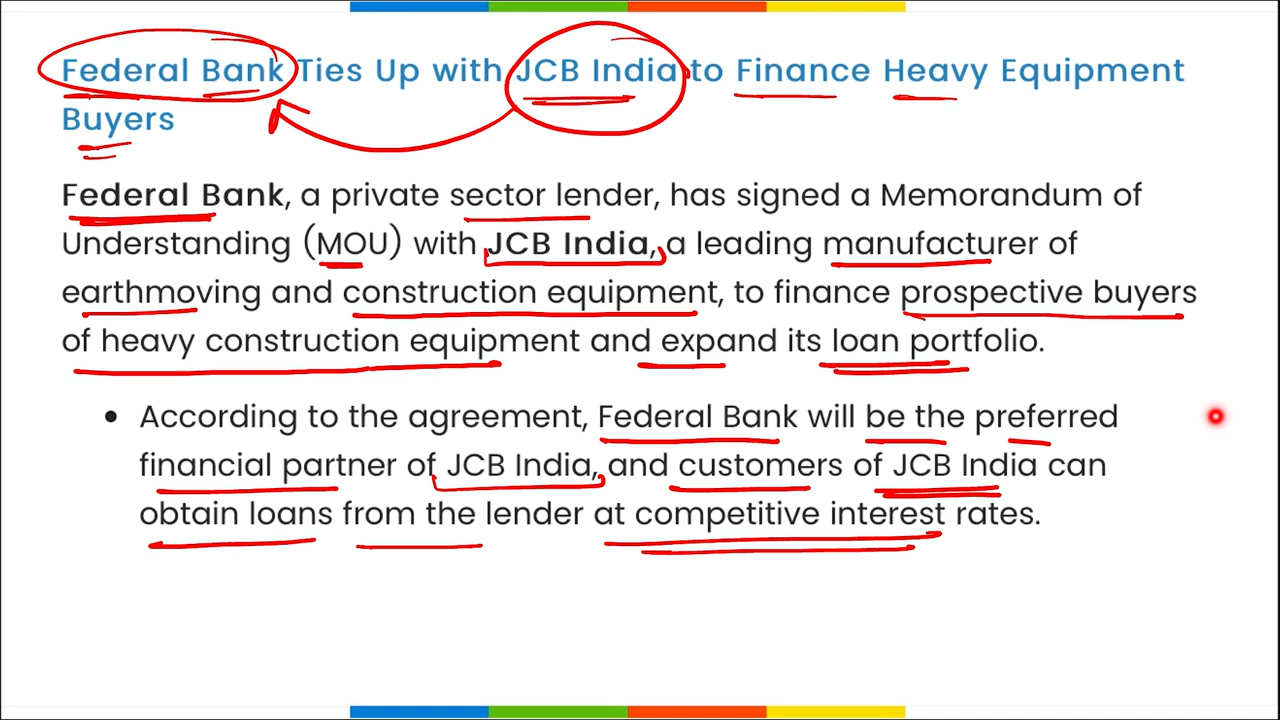 Federal Bank Ties Up with JCB India to Finance Heavy Equipment
Buyers
Federal Bank, a private sector lender, has signed a Memorandum of
Understanding (MOU) with JCB India, a leading manufacturer of
earthmoving and construction equipment, to finance prospective buyers
of heavy construction equipment and expand its loan portfolio.
• According to the agreement, Federal Bank will be the preferred
financial partner of JCB India, and customers of JCB India can
obtain loans from the lender at competitive interest rates.